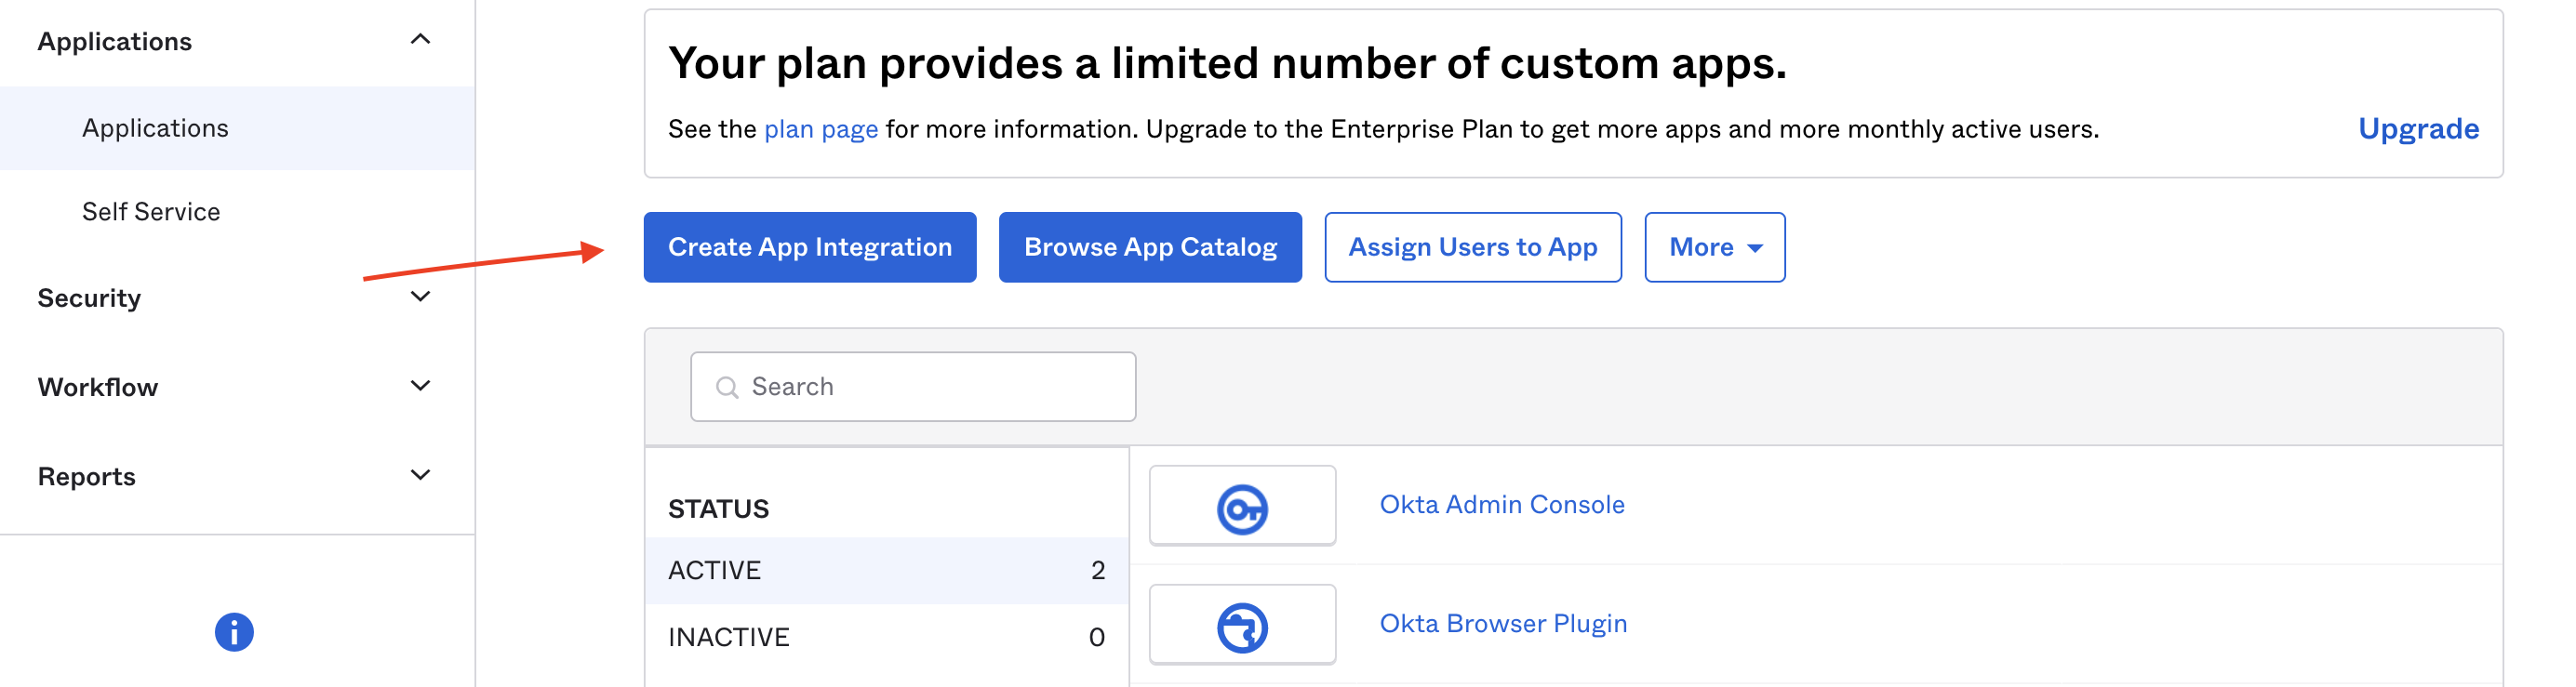 Applications
Applications
Self Service
Security
Workflow
Reports
Your plan provides a limited number of custom apps.
See the plan page for more information. Upgrade to the Enterprise Plan to get more apps and more monthly active users.
Upgrade
Create App Integration
Browse App Catalog
Assign Users to App
More
Search
STATUS
ACTIVE 2
INACTIVE 0
Okta Admin Console
Okta Browser Plugin